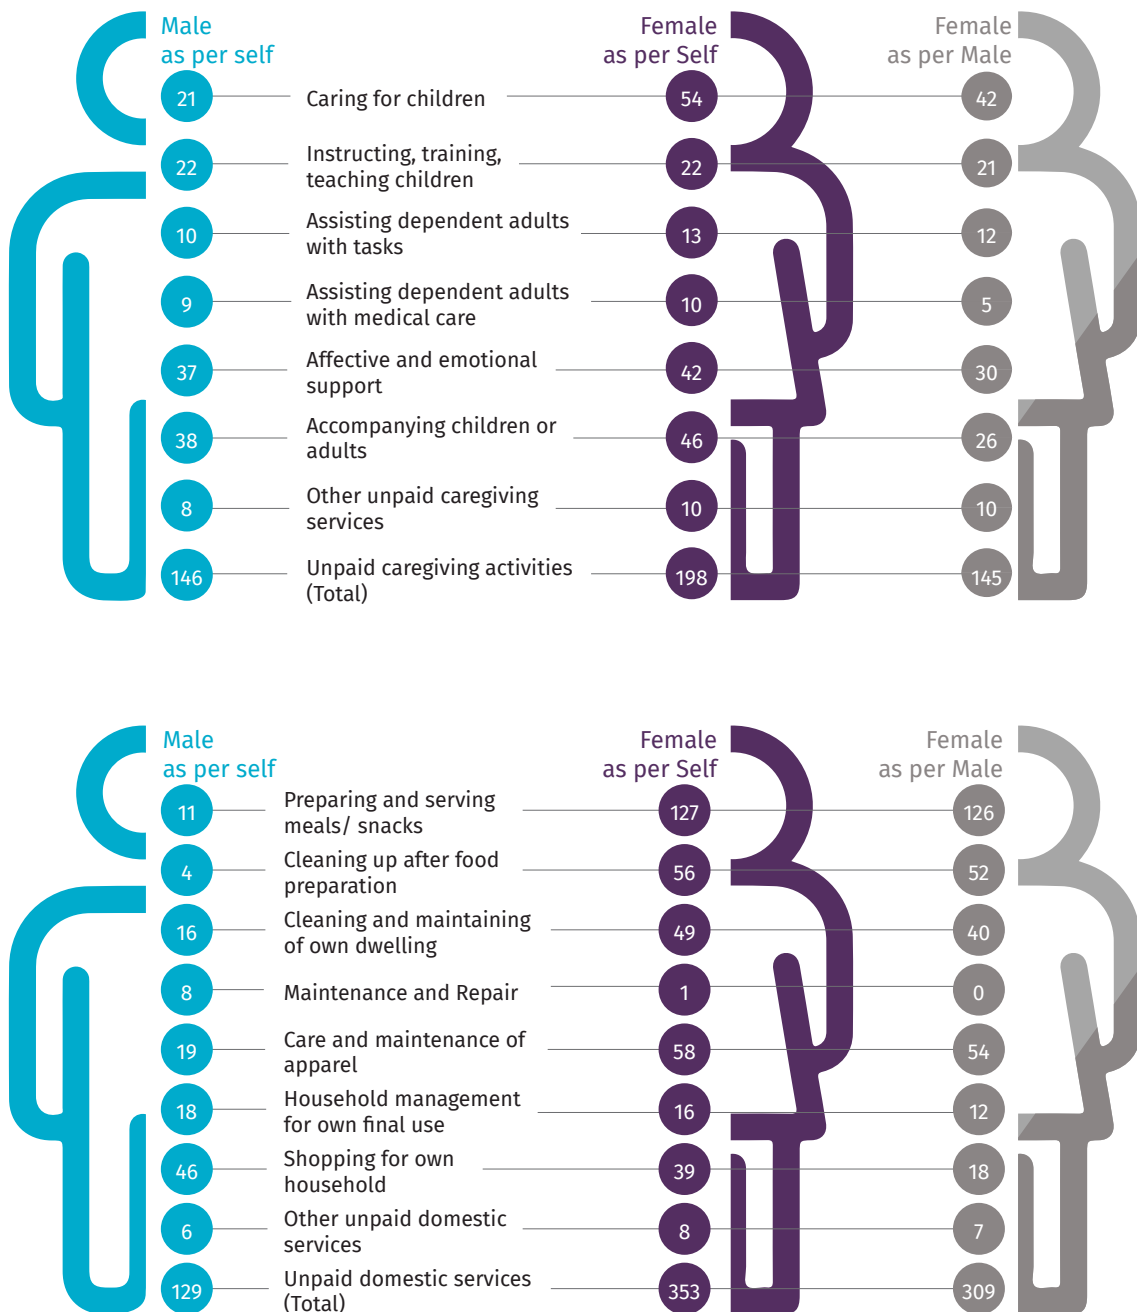 Male
as per self
Female
as per Self
Female
as per Male
21 Caring for children 54 42
22 Instructing, training,
teaching children 22 21
10 Assisting dependent adults
with tasks 13 12
9 Assisting dependent adults
with medical care 10 5
37 Affective and emotional
support 42 30
38 Accompanying children or
adults 46 26
8 Other unpaid caregiving
services 10 10
146 Unpaid caregiving activities
(Total) 198 145
Male
as per self
Female
as per Self
Female
as per Male
11 Preparing and serving
meals/ snacks 127 126
4 Cleaning up after food
preparation 56 52
16 Cleaning and maintaining
of own dwelling 49 40
8 Maintenance and Repair 1 0
19 Care and maintenance of
apparel 58 54
18 Household management
for own final use 16 12
46 Shopping for own
household 39 18
6 Other unpaid domestic
services 8 7
129 Unpaid domestic services
(Total) 353 309